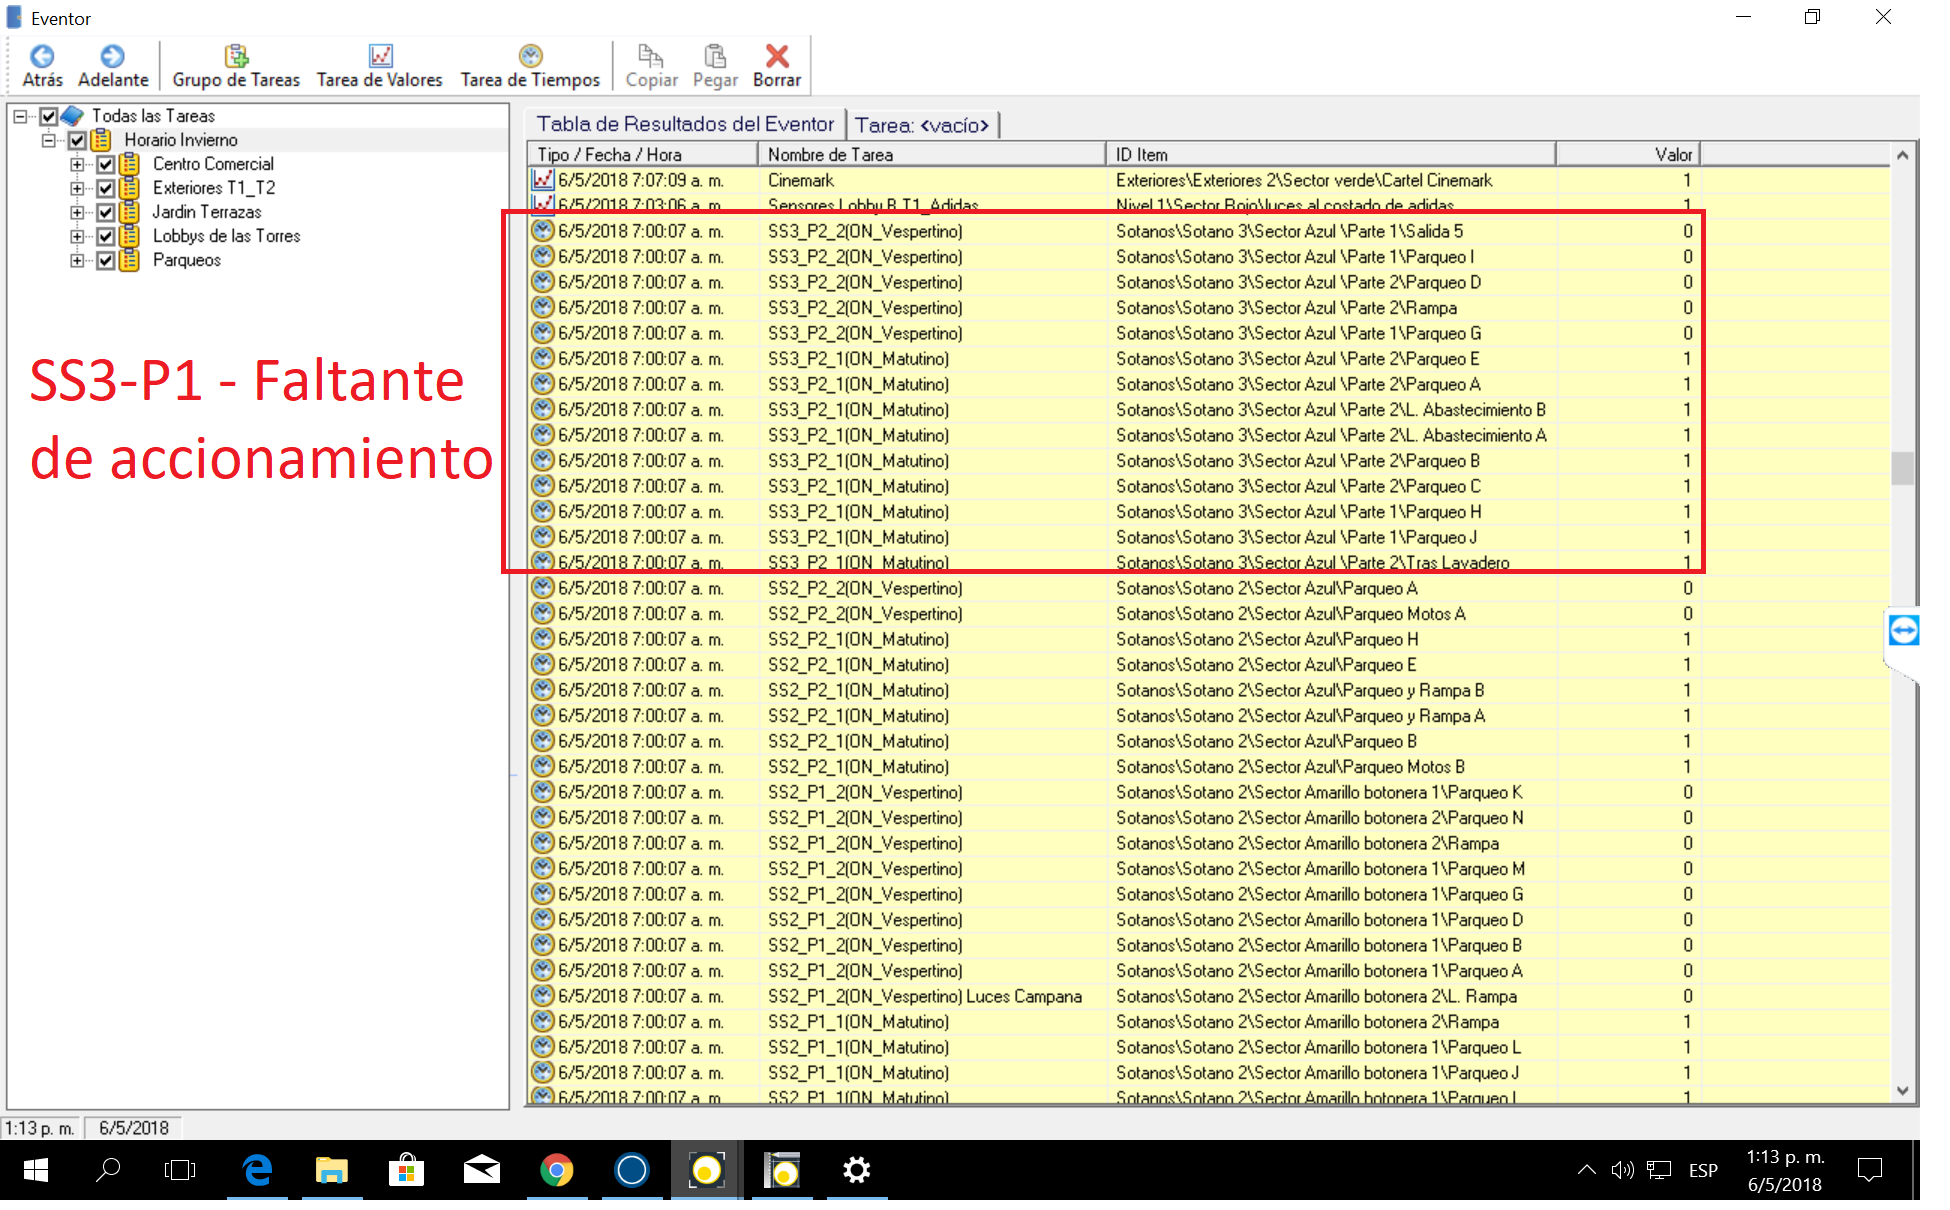 Eventor
Atrás Adelante Grupo de Tareas Tarea de Valores Tarea de Tiempos Copiar Pegar Borrar
Todas las Tareas
Horario Invierno
Centro Comercial
Exteriores T1_T2
Jardin Terrazas
Lobbys de las Torres
Parqueos
SS3-P1 - Faltante
de accionamiento
Tabla de Resultados del Eventor Tarea: <vacío>
Tipo / Fecha / Hora Nombre de Tarea ID Item Valor
6/5/2018 7:07:09 a. m. Cinemark Exteriores\Exteriores 2\Sector verde\Cartel Cinemark 1
6/5/2018 7:03:06 a. m. Sensores Lobby B T1_Adidas Nivel 1\Sector Rojo\luces al costado de adidas 1
6/5/2018 7:00:07 a. m. SS3_P2_2(ON_Vespertino) Sotanos\Sotano 3\Sector Azul \Parte 1\Salida 5 0
6/5/2018 7:00:07 a. m. SS3_P2_2(ON_Vespertino) Sotanos\Sotano 3\Sector Azul \Parte 1\Parqueo I 0
6/5/2018 7:00:07 a. m. SS3_P2_2(ON_Vespertino) Sotanos\Sotano 3\Sector Azul \Parte 2\Parqueo D 0
6/5/2018 7:00:07 a. m. SS3_P2_2(ON_Vespertino) Sotanos\Sotano 3\Sector Azul \Parte 2\Rampa 0
6/5/2018 7:00:07 a. m. SS3_P2_2(ON_Vespertino) Sotanos\Sotano 3\Sector Azul \Parte 1\Parqueo G 0
6/5/2018 7:00:07 a. m. SS3_P2_1(ON_Matutino) Sotanos\Sotano 3\Sector Azul \Parte 2\Parqueo E 1
6/5/2018 7:00:07 a. m. SS3_P2_1(ON_Matutino) Sotanos\Sotano 3\Sector Azul \Parte 2\Parqueo A 1
6/5/2018 7:00:07 a. m. SS3_P2_1(ON_Matutino) Sotanos\Sotano 3\Sector Azul \Parte 2\L. Abastecimiento B 1
6/5/2018 7:00:07 a. m. SS3_P2_1(ON_Matutino) Sotanos\Sotano 3\Sector Azul \Parte 2\L. Abastecimiento A 1
6/5/2018 7:00:07 a. m. SS3_P2_1(ON_Matutino) Sotanos\Sotano 3\Sector Azul \Parte 2\Parqueo B 1
6/5/2018 7:00:07 a. m. SS3_P2_1(ON_Matutino) Sotanos\Sotano 3\Sector Azul \Parte 2\Parqueo C 1
6/5/2018 7:00:07 a. m. SS3_P2_1(ON_Matutino) Sotanos\Sotano 3\Sector Azul \Parte 1\Parqueo H 1
6/5/2018 7:00:07 a. m. SS3_P2_1(ON_Matutino) Sotanos\Sotano 3\Sector Azul \Parte 1\Parqueo J 1
6/5/2018 7:00:07 a. m. SS3_P2_1(ON_Matutino) Sotanos\Sotano 3\Sector Azul \Parte 2\Tras Lavadero 1
6/5/2018 7:00:07 a. m. SS2_P2_2(ON_Vespertino) Sotanos\Sotano 2\Sector Azul\Parqueo A 0
6/5/2018 7:00:07 a. m. SS2_P2_2(ON_Vespertino) Sotanos\Sotano 2\Sector Azul\Parqueo Motos A 0
6/5/2018 7:00:07 a. m. SS2_P2_1(ON_Matutino) Sotanos\Sotano 2\Sector Azul\Parqueo H 1
6/5/2018 7:00:07 a. m. SS2_P2_1(ON_Matutino) Sotanos\Sotano 2\Sector Azul\Parqueo E 1
6/5/2018 7:00:07 a. m. SS2_P2_1(ON_Matutino) Sotanos\Sotano 2\Sector Azul\Parqueo y Rampa B 1
6/5/2018 7:00:07 a. m. SS2_P2_1(ON_Matutino) Sotanos\Sotano 2\Sector Azul\Parqueo y Rampa A 1
6/5/2018 7:00:07 a. m. SS2_P2_1(ON_Matutino) Sotanos\Sotano 2\Sector Azul\Parqueo B 1
6/5/2018 7:00:07 a. m. SS2_P2_1(ON_Matutino) Sotanos\Sotano 2\Sector Azul\Parqueo Motos B 1
6/5/2018 7:00:07 a. m. SS2_P1_2(ON_Vespertino) Sotanos\Sotano 2\Sector Amarillo botonera 1\Parqueo K 0
6/5/2018 7:00:07 a. m. SS2_P1_2(ON_Vespertino) Sotanos\Sotano 2\Sector Amarillo botonera 2\Parqueo N 0
6/5/2018 7:00:07 a. m. SS2_P1_2(ON_Vespertino) Sotanos\Sotano 2\Sector Amarillo botonera 2\Rampa 0
6/5/2018 7:00:07 a. m. SS2_P1_2(ON_Vespertino) Sotanos\Sotano 2\Sector Amarillo botonera 1\Parqueo M 0
6/5/2018 7:00:07 a. m. SS2_P1_2(ON_Vespertino) Sotanos\Sotano 2\Sector Amarillo botonera 1\Parqueo G 0
6/5/2018 7:00:07 a. m. SS2_P1_2(ON_Vespertino) Sotanos\Sotano 2\Sector Amarillo botonera 1\Parqueo D 0
6/5/2018 7:00:07 a. m. SS2_P1_2(ON_Vespertino) Sotanos\Sotano 2\Sector Amarillo botonera 1\Parqueo B 0
6/5/2018 7:00:07 a. m. SS2_P1_2(ON_Vespertino) Sotanos\Sotano 2\Sector Amarillo botonera 1\Parqueo A 0
6/5/2018 7:00:07 a. m. SS2_P1_2(ON_Vespertino) Luces Campana Sotanos\Sotano 2\Sector Amarillo botonera 2\L. Rampa 0
6/5/2018 7:00:07 a. m. SS2_P1_1(ON_Matutino) Sotanos\Sotano 2\Sector Amarillo botonera 2\Rampa 1
6/5/2018 7:00:07 a. m. SS2_P1_1(ON_Matutino) Sotanos\Sotano 2\Sector Amarillo botonera 1\Parqueo L 1
6/5/2018 7:00:07 a. m. SS2_P1_1(ON_Matutino) Sotanos\Sotano 2\Sector Amarillo botonera 1\Parqueo J 1
6/5/2018 7:00:07 a. m. SS2_P1_1(ON_Matutino) Sotanos\Sotano 2\Sector Amarillo botonera 1\Parqueo 1
1:13 p. m. 6/5/2018
ESP 1:13 p. m.
6/5/2018